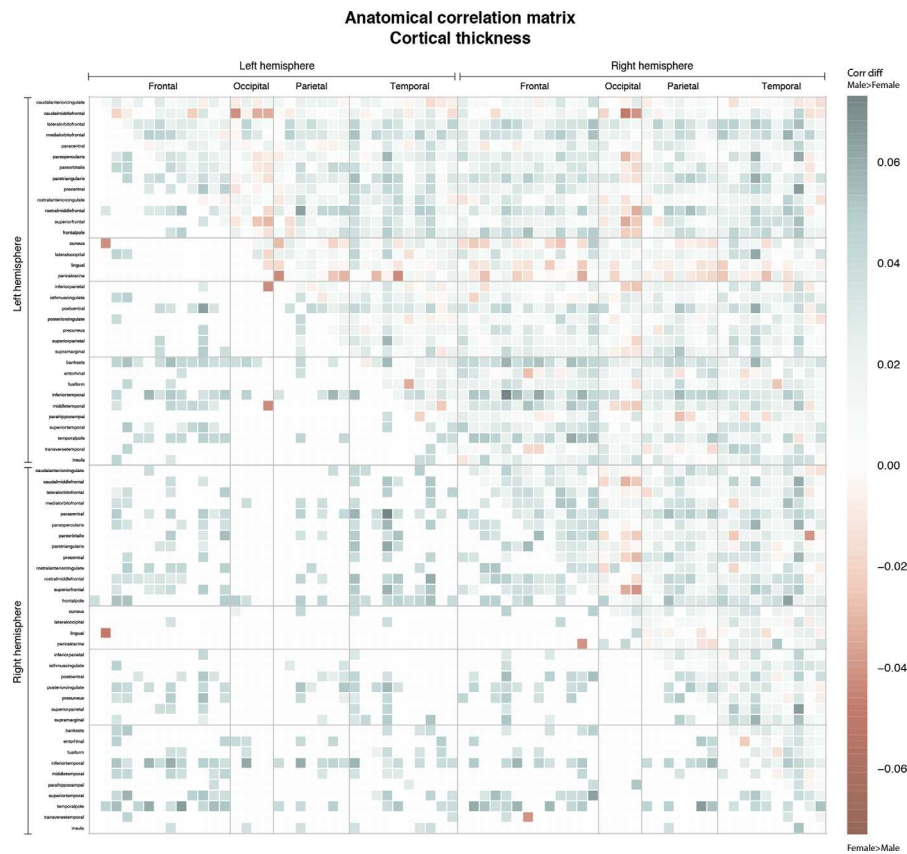 Anatomical correlation matrix
Cortical thickness
Left hemisphere
Right hemisphere
Frontal
Occipital
Parietal
Temporal
Frontal
Occipital
Parietal
Temporal
Corr diff
Male>Female
Left hemisphere
caudalanteriorcingulate
caudalmiddlefrontal
lateralorbitofrontal
medialorbitofrontal
paracentral
parsopercularis
parsorbitalis
parstriangularis
precentral
rostralanteriorcingulate
rostralmiddlefrontal
superiorfrontal
frontalpole
cuneus
lateraloccipital
lingual
pericalcarine
inferiorparietal
isthmuscingulate
postcentral
posteriorcingulate
precuneus
superiorparietal
supramarginal
bankssts
entorhinal
fusiform
inferiortemporal
middletemporal
parahippocampal
superiortemporal
temporalpole
transversetemporal
insula
Right hemisphere
caudalanteriorcingulate
caudalmiddlefrontal
lateralorbitofrontal
medialorbitofrontal
paracentral
parsopercularis
parsorbitalis
parstriangularis
precentral
rostralanteriorcingulate
rostralmiddlefrontal
superiorfrontal
frontalpole
cuneus
lateraloccipital
lingual
pericalcarine
inferiorparietal
isthmuscingulate
postcentral
posteriorcingulate
precuneus
superiorparietal
supramarginal
bankssts
entorhinal
fusiform
inferiortemporal
middletemporal
parahippocampal
superiortemporal
temporalpole
transversetemporal
insula
0.06
0.04
0.02
0.00
−0.02
−0.04
−0.06
Female>Male